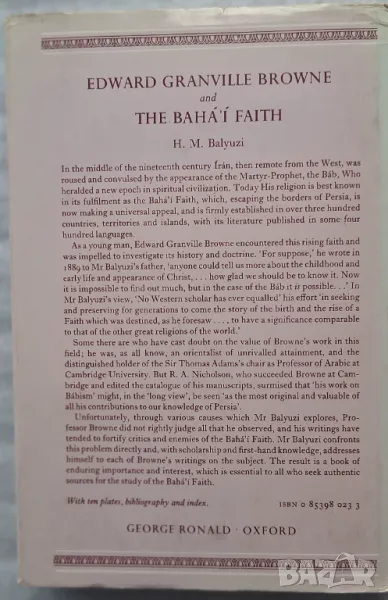 EDWARD GRANVILLE BROWNE
and
THE BAHÁ'Í FAITH
H. M. Balyuzi
In the middle of the nineteenth century Írán, then remote from the West, was
roused and convulsed by the appearance of the Martyr-Prophet, the Báb, Who
heralded a new epoch in spiritual civilization. Today His religion is best known
in its fulfilment as the Bahá'í Faith, which, escaping the borders of Persia, is
now making a universal appeal, and is firmly established in over three hundred
countries, territories and islands, with its literature published in some four
hundred languages.
As a young man, Edward Granville Browne encountered this rising faith and
was impelled to investigate its history and doctrine. 'For suppose,' he wrote in
1889 to Mr Balyuzi's father, 'anyone could tell us more about the childhood and
early life and appearance of Christ, . . . how glad we should be to know it. Now
it is impossible to find out much, but in the case of the Báb it is possible. . .' In
Mr Balyuzi's view, 'No Western scholar has ever equalled' his effort 'in seeking
and preserving for generations to come the story of the birth and the rise of a
Faith which was destined, as he foresaw . . . , to have a significance comparable
to that of the other great religions of the world.'
Some there are who have cast doubt on the value of Browne's work in this
field; he was, as all know, an orientalist of unrivalled attainment, and the
distinguished holder of the Sir Thomas Adams's chair as Professor of Arabic at
Cambridge University. But R. A. Nicholson, who succeeded Browne at Cam-
bridge and edited the catalogue of his manuscripts, surmised that 'his work on
Bábism' might, in the 'long view', be seen 'as the most original and valuable of
all his contributions to our knowledge of Persia'.
Unfortunately, through various causes which Mr Balyuzi explores, Pro-
fessor Browne did not rightly judge all that he observed, and his writings have
tended to fortify critics and enemies of the Bahá'í Faith. Mr Balyuzi confronts
this problem directly and, with scholarship and first-hand knowledge, addresses
himself to each of Browne's writings on the subject. The result is a book of
enduring importance and interest, which is essential to all who seek authentic
sources for the study of the Bahá'í Faith.
With ten plates, bibliography and index.
ISBN 0 85398 023 3
GEORGE RONALD · OXFORD
BAZAR
.bg